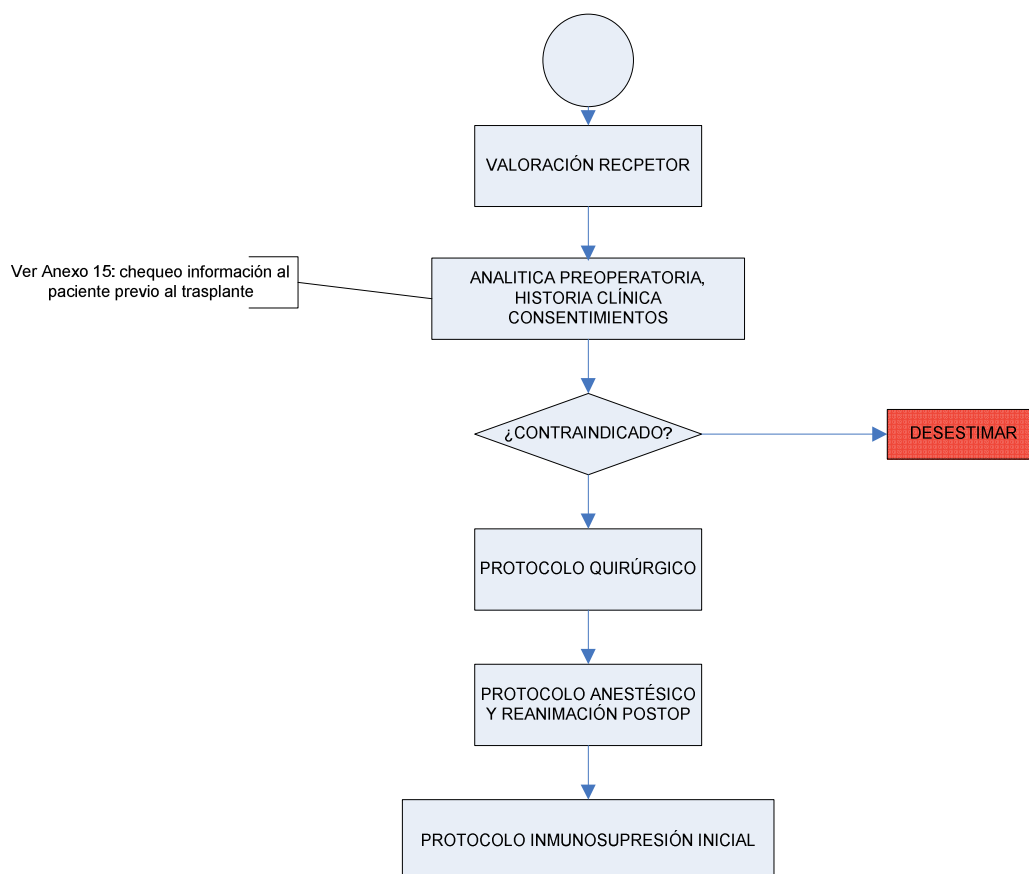 VALORACIÓN RECPETOR
Ver Anexo 15: chequeo información al
paciente previo al trasplante
ANALITICA PREOPERATORIA,
HISTORIA CLÍNICA
CONSENTIMIENTOS
¿CONTRAINDICADO?
DESESTIMAR
PROTOCOLO QUIRÚRGICO
PROTOCOLO ANESTÉSICO
Y REANIMACIÓN POSTOP
PROTOCOLO INMUNOSUPRESIÓN INICIAL